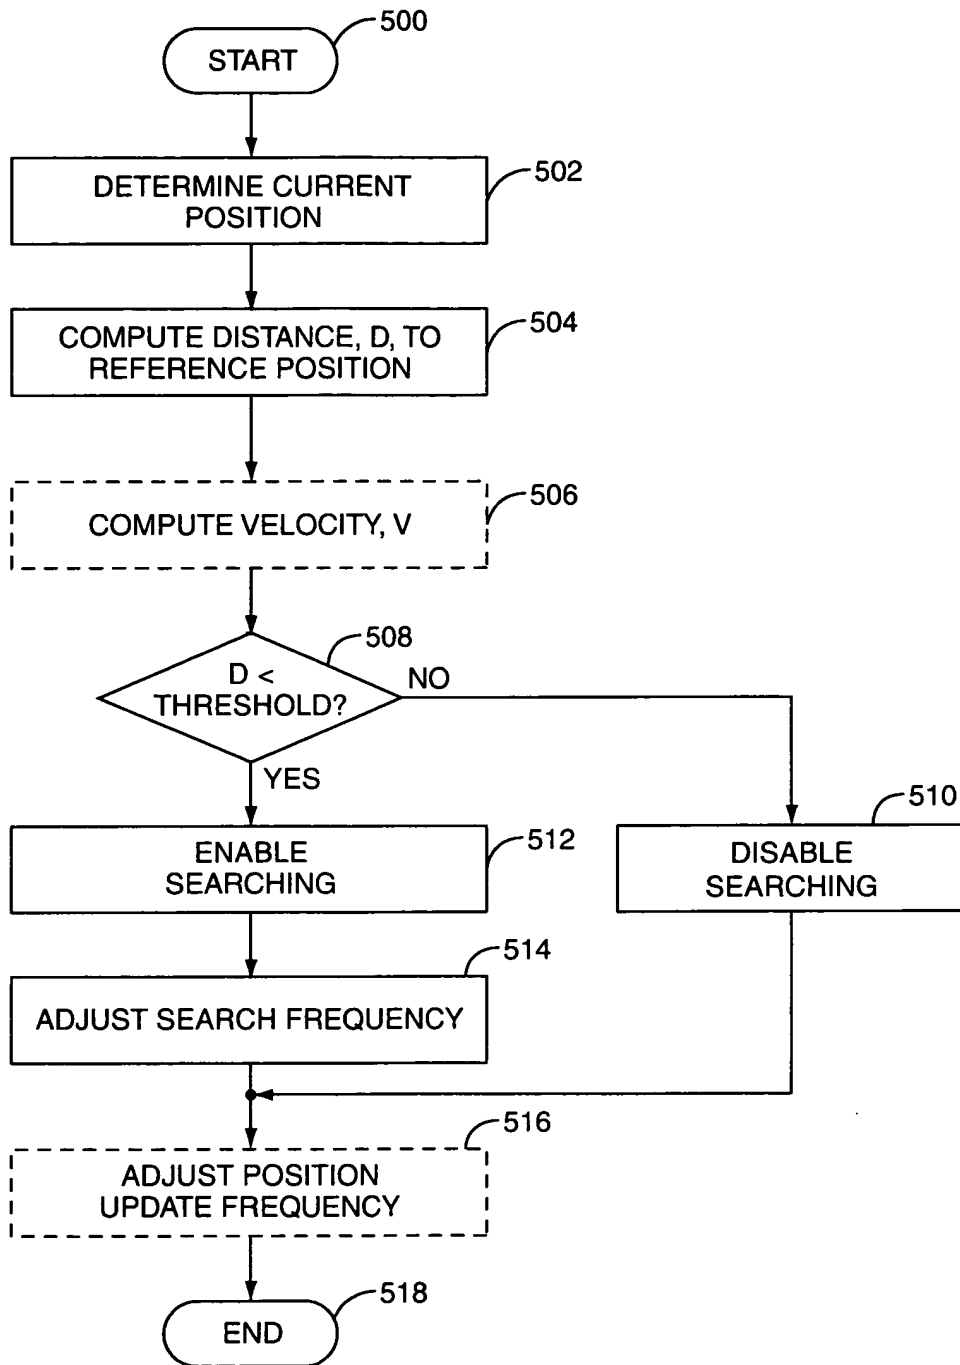 500
START
502
DETERMINE CURRENT
POSITION
504
COMPUTE DISTANCE, D, TO
REFERENCE POSITION
506
COMPUTE VELOCITY, V
508
D <
THRESHOLD?
NO
YES
510
512
ENABLE
SEARCHING
DISABLE
SEARCHING
514
ADJUST SEARCH FREQUENCY
516
ADJUST POSITION
UPDATE FREQUENCY
518
END